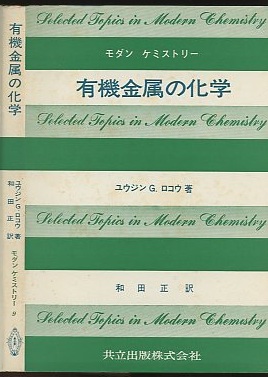 有機金属の化学
ユウジン G. ロコウ 著
和田 正 訳
モダン ケミストリー 9
Selected Topics in Modern Chemistry
モダン ケミストリー
有機金属の化学
Selected Topics in Modern Chemistry
ユウジン G. ロコウ 著
Selected Topics in Modern Chemistry
和田 正 訳
Selected Topics in Modern Chemistry
共立出版株式会社